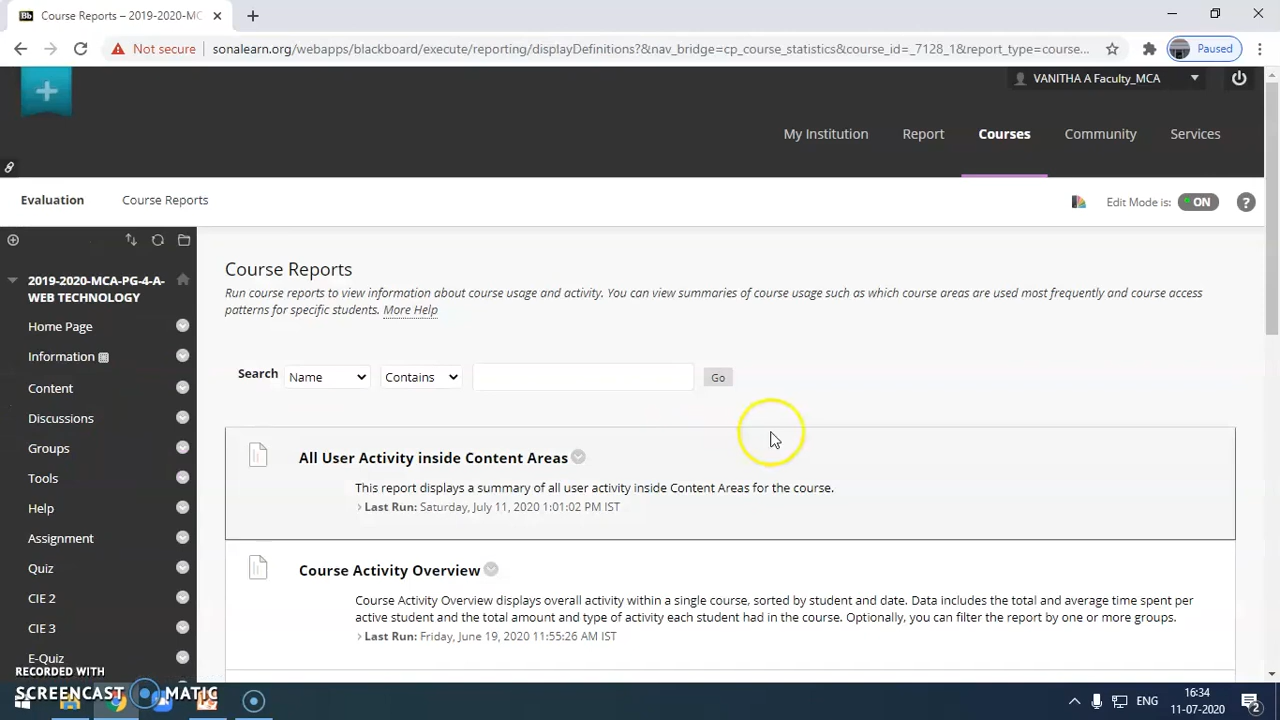 Bb Course Reports – 2019-2020-MC
Not secure sonalearn.org/webapps/blackboard/execute/reporting/displayDefinitions?&nav_bridge=cp_course_statistics&course_id=_7128_1&report_type=course... Paused
VANITHA A Faculty_MCA
My Institution Report Courses Community Services
Evaluation Course Reports Edit Mode is: ON ?
2019-2020-MCA-PG-4-A-
WEB TECHNOLOGY
Home Page
Information
Content
Discussions
Groups
Tools
Help
Assignment
Quiz
CIE 2
CIE 3
E-Quiz
Course Reports
Run course reports to view information about course usage and activity. You can view summaries of course usage such as which course areas are used most frequently and course access
patterns for specific students. More Help
Search Name Contains Go
All User Activity inside Content Areas
This report displays a summary of all user activity inside Content Areas for the course.
Last Run: Saturday, July 11, 2020 1:01:02 PM IST
Course Activity Overview
Course Activity Overview displays overall activity within a single course, sorted by student and date. Data includes the total and average time spent per
active student and the total amount and type of activity each student had in the course. Optionally, you can filter the report by one or more groups.
Last Run: Friday, June 19, 2020 11:55:26 AM IST
RECORDED WITH
SCREENCAST MATIC
ENG
16:34
11-07-2020
2